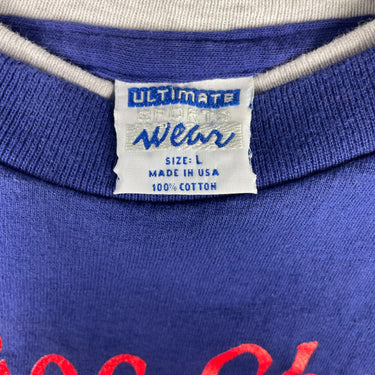 ULTIMATE
SPORTS
Wear
SIZE: L
MADE IN USA
100% COTTON